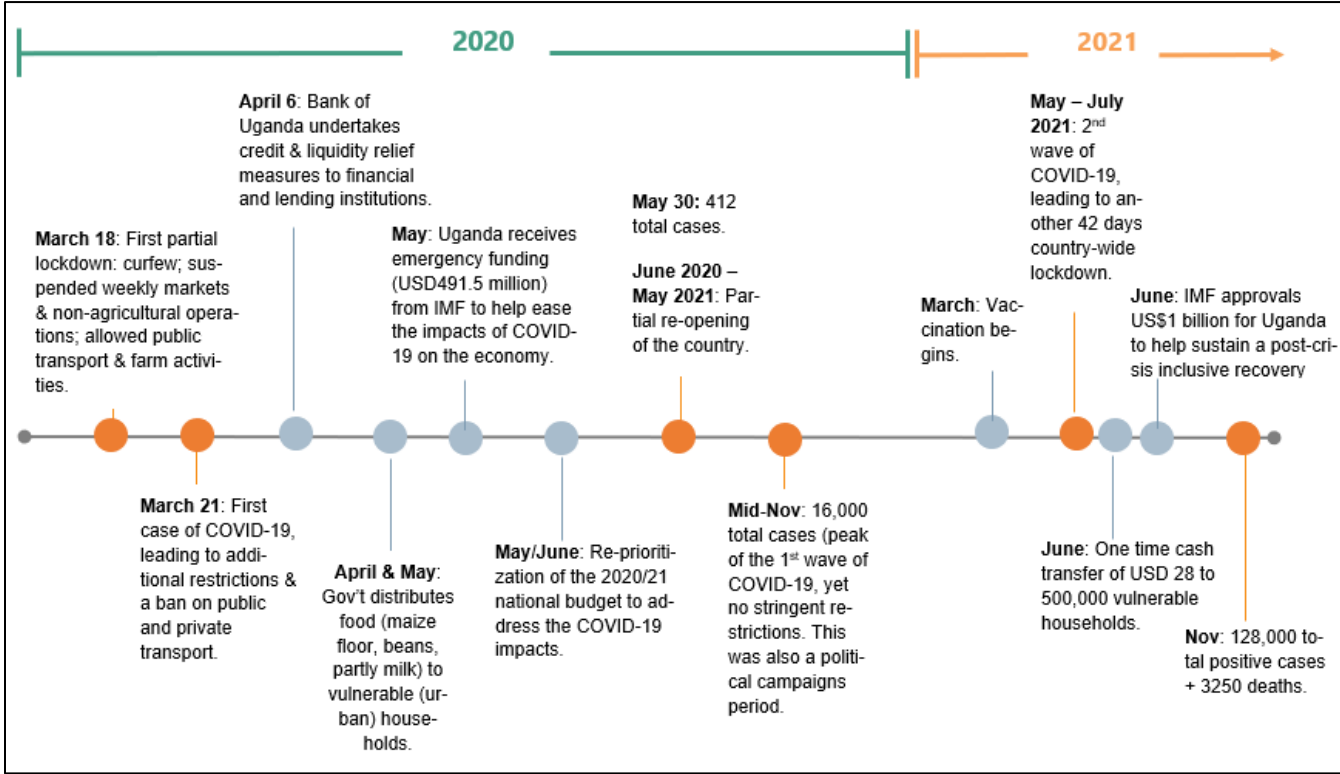 2020
2021
April 6: Bank of
Uganda undertakes
credit & liquidity relief
measures to financial
and lending institutions.
March 18: First partial
lockdown: curfew; sus-
pended weekly markets
& non-agricultural opera-
tions; allowed public
transport & farm activi-
ties.
May: Uganda receives
emergency funding
(USD491.5 million)
from IMF to help ease
the impacts of COVID-
19 on the economy.
May 30: 412
total cases.
June 2020 –
May 2021: Par-
tial re-opening
of the country.
March: Vac-
cination be-
gins.
May – July
2021: 2nd
wave of
COVID-19,
leading to an-
other 42 days
country-wide
lockdown.
June: IMF approvals
US$1 billion for Uganda
to help sustain a post-cri-
sis inclusive recovery
March 21: First
case of COVID-19,
leading to addi-
tional restrictions &
a ban on public
and private
transport.
April & May:
Gov't distributes
food (maize
floor, beans,
partly milk) to
vulnerable (ur-
ban) house-
holds.
May/June: Re-prioriti-
zation of the 2020/21
national budget to ad-
dress the COVID-19
impacts.
Mid-Nov: 16,000
total cases (peak
of the 1st wave of
COVID-19, yet
no stringent re-
strictions. This
was also a politi-
cal campaigns
period.
June: One time cash
transfer of USD 28 to
500,000 vulnerable
households.
Nov: 128,000 to-
tal positive cases
+ 3250 deaths.